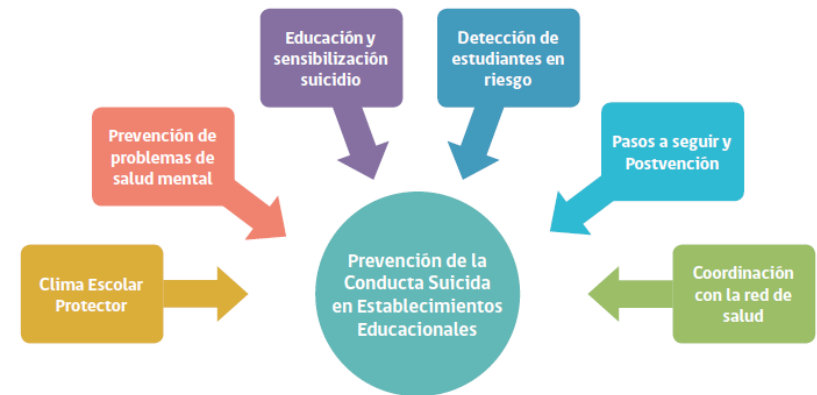 Educación y
sensibilización
suicidio
Detección de
estudiantes en
riesgo
Prevención de
problemas de
salud mental
Pasos a seguir y
Postvención
Clima Escolar
Protector
Prevención de la
Conducta Suicida
en Establecimientos
Educacionales
Coordinación
con la red de
salud